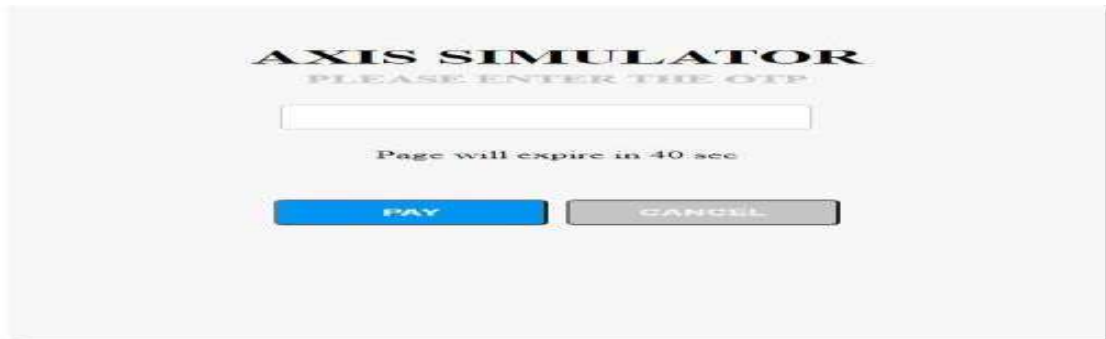 AXIS SIMULATOR
PLEASE ENTER THE OTP
Page will expire in 40 sec
PAY CANCEL